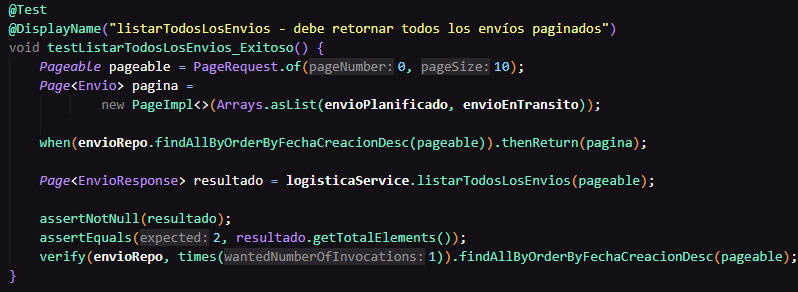 @Test
@DisplayName("listarTodosLosEnvios - debe retornar todos los envíos paginados")
void testListarTodosLosEnvios_Exitoso() {
Pageable pageable = PageRequest.of(pageNumber: 0, pageSize: 10);
Page<Envio> pagina =
new PageImpl<>(Arrays.asList(envioPlanificado, envioEnTransito));
when(envioRepo.findAllByOrderByFechaCreacionDesc(pageable)).thenReturn(pagina);
Page<EnvioResponse> resultado = logisticaService.listarTodosLosEnvios(pageable);
assertNotNull(resultado);
assertEquals(expected: 2, resultado.getTotalElements());
verify(envioRepo, times(wantedNumberOfInvocations: 1)).findAllByOrderByFechaCreacionDesc(pageable);
}